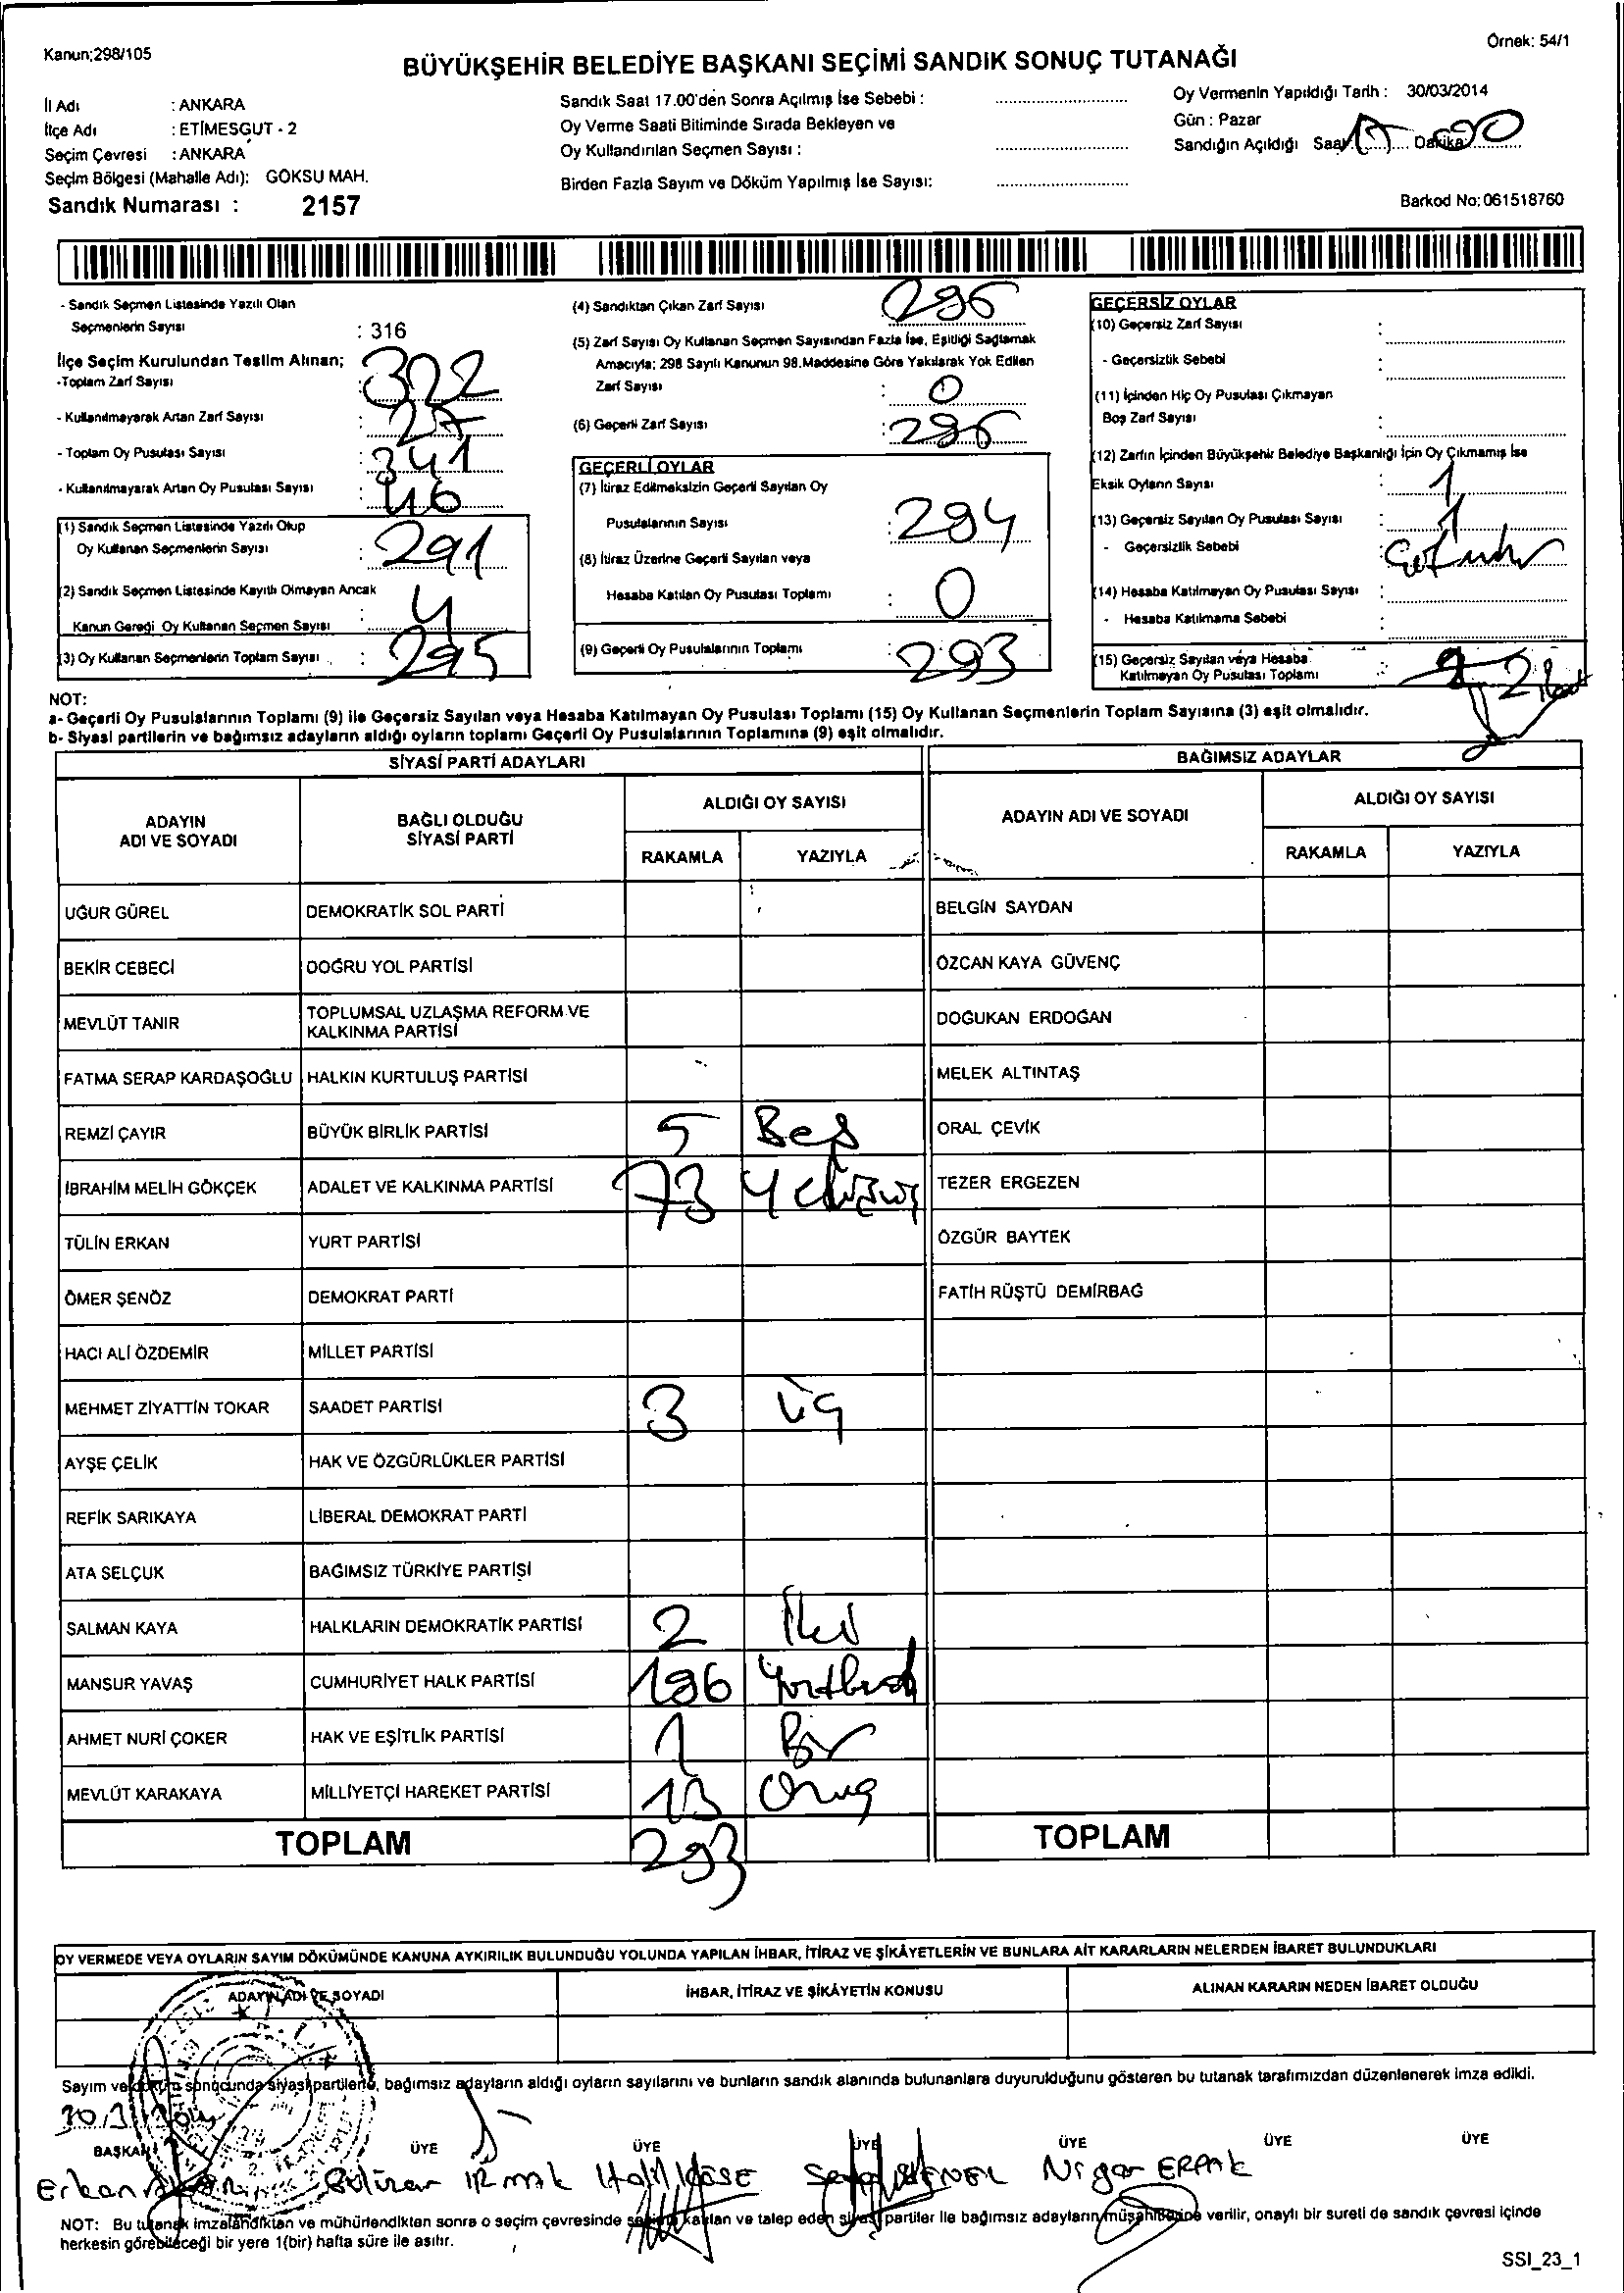 Kanun;298/105
Örnek: 54/1
BÜYÜKŞEHİR BELEDİYE BAŞKANI SEÇİMİ SANDIK SONUÇ TUTANAĞI
İl Adı : ANKARA
İlçe Adı : ETİMESGUT - 2
Seçim Çevresi : ANKARA
Seçim Bölgesi (Mahalle Adı): GÖKSU MAH.
Sandık Numarası : 2157
Sandık Saat 17.00'den Sonra Açılmış İse Sebebi :
Oy Verme Saati Bitiminde Sırada Bekleyen ve
Oy Kullandırılan Seçmen Sayısı :
Birden Fazla Sayım ve Döküm Yapılmış İse Sayısı:
Oy Vermenin Yapıldığı Tarih : 30/03/2014
Gün : Pazar
Sandığın Açıldığı Saat 17 Dakika 00
Barkod No: 061518760
- Sandık Seçmen Listesinde Yazılı Olan
Seçmenlerin Sayısı : 316
İlçe Seçim Kurulundan Teslim Alınan;
-Toplam Zarf Sayısı : 322
- Kullanılmayarak Artan Zarf Sayısı : 27
- Toplam Oy Pusulası Sayısı : 341
- Kullanılmayarak Artan Oy Pusulası Sayısı : 46
(1) Sandık Seçmen Listesinde Yazılı Olup
Oy Kullanan Seçmenlerin Sayısı : 291
(2) Sandık Seçmen Listesinde Kayıtlı Olmayan Ancak
Kanun Gereği Oy Kullanan Seçmen Sayısı : 4
(3) Oy Kullanan Seçmenlerin Toplam Sayısı : 295
(4) Sandıktan Çıkan Zarf Sayısı : 296
(5) Zarf Sayısı Oy Kullanan Seçmen Sayısından Fazla İse, Eşitliği Sağlamak
Amacıyla; 298 Sayılı Kanunun 98.Maddesine Göre Yakılarak Yok Edilen
Zarf Sayısı : 0
(6) Geçerli Zarf Sayısı : 296
GEÇERLİ OYLAR
(7) İtiraz Edilmeksizin Geçerli Sayılan Oy
Pusulalarının Sayısı : 294
(8) İtiraz Üzerine Geçerli Sayılan veya
Hesaba Katılan Oy Pusulası Toplamı : 0
(9) Geçerli Oy Pusulalarının Toplamı : 293
GEÇERSİZ OYLAR
(10) Geçersiz Zarf Sayısı :
- Geçersizlik Sebebi :
(11) İçinden Hiç Oy Pusulası Çıkmayan
Boş Zarf Sayısı :
(12) Zarfın İçinden Büyükşehir Belediye Başkanlığı İçin Oy Çıkmamış İse
Eksik Oyların Sayısı : 1
(13) Geçersiz Sayılan Oy Pusulası Sayısı : 1
- Geçersizlik Sebebi :
(14) Hesaba Katılmayan Oy Pusulası Sayısı :
- Hesaba Katılmama Sebebi :
(15) Geçersiz Sayılan veya Hesaba
Katılmayan Oy Pusulası Toplamı : 2
NOT:
a- Geçerli Oy Pusulalarının Toplamı (9) ile Geçersiz Sayılan veya Hesaba Katılmayan Oy Pusulası Toplamı (15) Oy Kullanan Seçmenlerin Toplam Sayısına (3) eşit olmalıdır.
b- Siyasi partilerin ve bağımsız adayların aldığı oyların toplamı Geçerli Oy Pusulalarının Toplamına (9) eşit olmalıdır.
SİYASİ PARTİ ADAYLARI
BAĞIMSIZ ADAYLAR
ADAYIN ADI VE SOYADI
BAĞLI OLDUĞU SİYASİ PARTİ
ALDIĞI OY SAYISI
RAKAMLA YAZIYLA
ADAYIN ADI VE SOYADI
ALDIĞI OY SAYISI
RAKAMLA YAZIYLA
UĞUR GÜREL DEMOKRATİK SOL PARTİ BELGİN SAYDAN
BEKİR CEBECİ DOĞRU YOL PARTİSİ ÖZCAN KAYA GÜVENÇ
MEVLÜT TANIR TOPLUMSAL UZLAŞMA REFORM VE KALKINMA PARTİSİ DOĞUKAN ERDOĞAN
FATMA SERAP KARDAŞOĞLU HALKIN KURTULUŞ PARTİSİ MELEK ALTINTAŞ
REMZİ ÇAYIR BÜYÜK BİRLİK PARTİSİ 5 Beş ORAL ÇEVİK
İBRAHİM MELİH GÖKÇEK ADALET VE KALKINMA PARTİSİ 73 Yetmişüç TEZER ERGEZEN
TÜLİN ERKAN YURT PARTİSİ ÖZGÜR BAYTEK
ÖMER ŞENÖZ DEMOKRAT PARTİ FATİH RÜŞTÜ DEMİRBAĞ
HACI ALİ ÖZDEMİR MİLLET PARTİSİ
MEHMET ZİYATTİN TOKAR SAADET PARTİSİ 3 Üç
AYŞE ÇELİK HAK VE ÖZGÜRLÜKLER PARTİSİ
REFİK SARIKAYA LİBERAL DEMOKRAT PARTİ
ATA SELÇUK BAĞIMSIZ TÜRKİYE PARTİSİ
SALMAN KAYA HALKLARIN DEMOKRATİK PARTİSİ 2 İki
MANSUR YAVAŞ CUMHURİYET HALK PARTİSİ 196
AHMET NURİ ÇOKER HAK VE EŞİTLİK PARTİSİ 1 Bir
MEVLÜT KARAKAYA MİLLİYETÇİ HAREKET PARTİSİ 13 Onüç
TOPLAM 293 TOPLAM
OY VERMEDE VEYA OYLARIN SAYIM DÖKÜMÜNDE KANUNA AYKIRILIK BULUNDUĞU YOLUNDA YAPILAN İHBAR, İTİRAZ VE ŞİKÂYETLERİN VE BUNLARA AİT KARARLARIN NELERDEN İBARET BULUNDUKLARI
ADAYIN ADI VE SOYADI İHBAR, İTİRAZ VE ŞİKÂYETİN KONUSU ALINAN KARARIN NEDEN İBARET OLDUĞU
Sayım ve döküm sonucunda siyasi partilerle, bağımsız adayların aldığı oyların sayılarını ve bunların sandık alanında bulunanlara duyurulduğunu gösteren bu tutanak tarafımızdan düzenlenerek imza edildi.
30.3.2014
BAŞKAN ÜYE ÜYE ÜYE ÜYE ÜYE ÜYE
Erkan IRmak Halil KÖSE ŞENEL Nigar ERPAK
NOT: Bu tutanak imzalandıktan ve mühürlendikten sonra o seçim çevresinde seçime katılan ve talep eden siyasi partiler ile bağımsız adayların müşahidlerine verilir, onaylı bir sureti de sandık çevresi içinde
herkesin görebileceği bir yere 1(bir) hafta süre ile asılır.
SSI_23_1